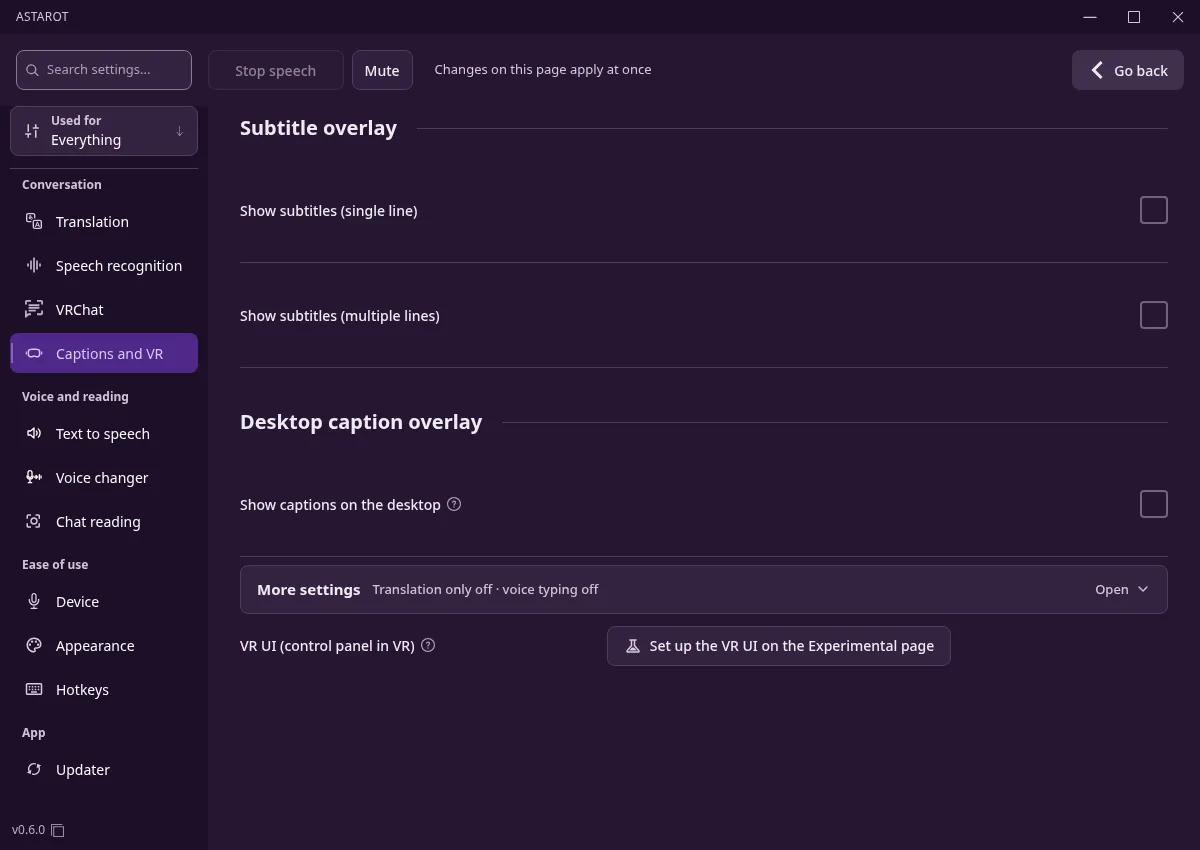 ASTAROT
Search settings...
Stop speech
Mute
Changes on this page apply at once
Go back
Used for
Everything
Conversation
Translation
Speech recognition
VRChat
Captions and VR
Voice and reading
Text to speech
Voice changer
Chat reading
Ease of use
Device
Appearance
Hotkeys
App
Updater
v0.6.0
Subtitle overlay
Show subtitles (single line)
Show subtitles (multiple lines)
Desktop caption overlay
Show captions on the desktop
More settings Translation only off · voice typing off Open
VR UI (control panel in VR) Set up the VR UI on the Experimental page